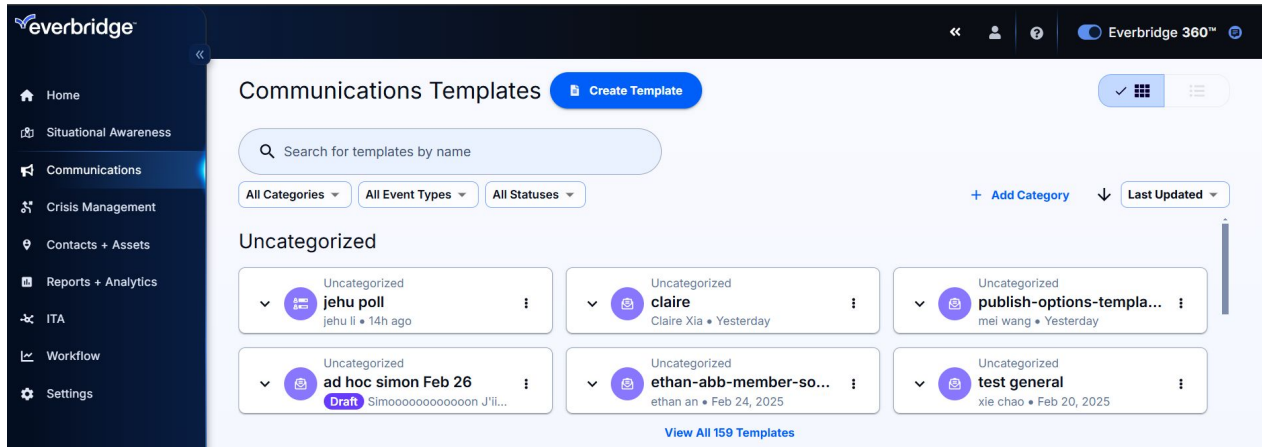 everbridge™
Everbridge 360™
Home
Situational Awareness
Communications
Crisis Management
Contacts + Assets
Reports + Analytics
ITA
Workflow
Settings
Communications Templates
Create Template
Search for templates by name
All Categories
All Event Types
All Statuses
+ Add Category
Last Updated
Uncategorized
Uncategorized
jehu poll
jehu li • 14h ago
Uncategorized
claire
Claire Xia • Yesterday
Uncategorized
publish-options-templa...
mei wang • Yesterday
Uncategorized
ad hoc simon Feb 26
Draft Simooooooooooon J'ii...
Uncategorized
ethan-abb-member-so...
ethan an • Feb 24, 2025
Uncategorized
test general
xie chao • Feb 20, 2025
View All 159 Templates